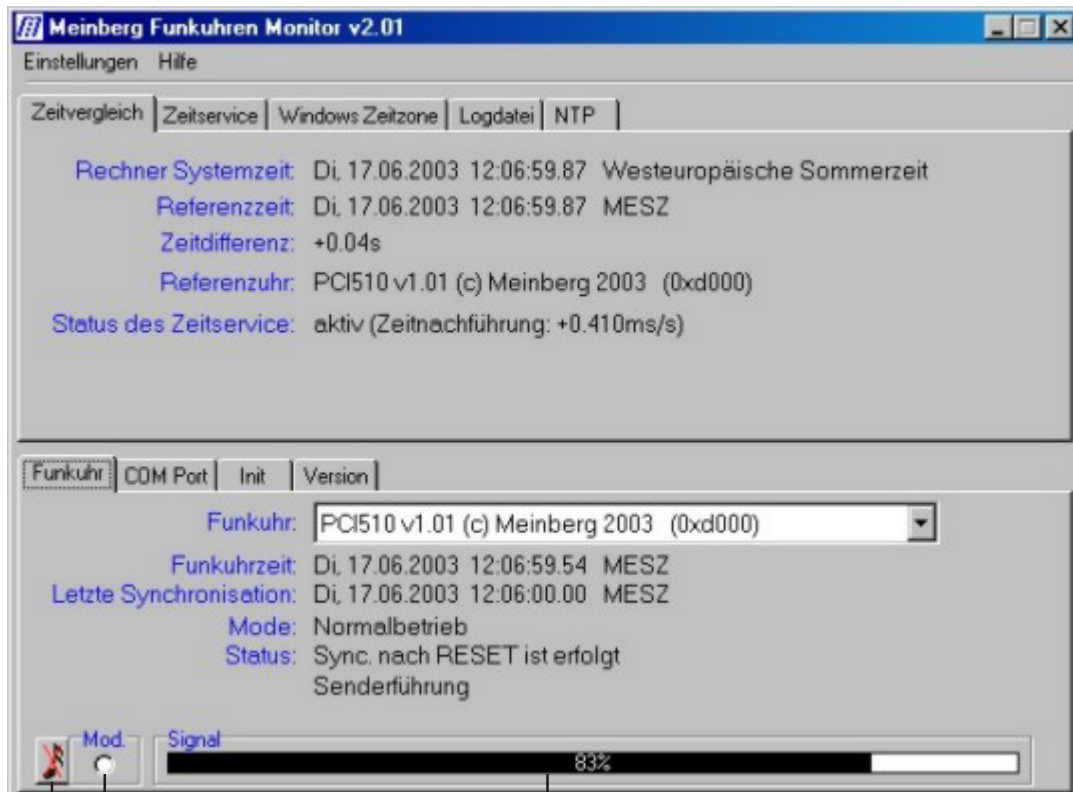 Meinberg Funkuhren Monitor v2.01
Einstellungen Hilfe
Zeitvergleich Zeitservice Windows Zeitzone Logdatei NTP
Rechner Systemzeit: Di, 17.06.2003 12:06:59.87 Westeuropäische Sommerzeit
Referenzzeit: Di, 17.06.2003 12:06:59.87 MESZ
Zeitdifferenz: +0.04s
Referenzuhr: PCI510 v1.01 (c) Meinberg 2003 (0xd000)
Status des Zeitservice: aktiv (Zeitnachführung: +0.410ms/s)
Funkuhr COM Port Init Version
Funkuhr: PCI510 v1.01 (c) Meinberg 2003 (0xd000)
Funkuhrzeit: Di, 17.06.2003 12:06:59.54 MESZ
Letzte Synchronisation: Di, 17.06.2003 12:06:00.00 MESZ
Mode: Normalbetrieb
Status: Sync. nach RESET ist erfolgt
Senderführung
Mod. Signal
83%